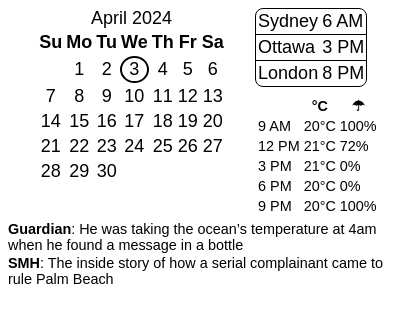 April 2024
Su Mo Tu We Th Fr Sa
1 2 3 4 5 6
7 8 9 10 11 12 13
14 15 16 17 18 19 20
21 22 23 24 25 26 27
28 29 30
Sydney 6 AM
Ottawa 3 PM
London 8 PM
°C ☂
9 AM 20°C 100%
12 PM 21°C 72%
3 PM 21°C 0%
6 PM 20°C 0%
9 PM 20°C 100%
Guardian: He was taking the ocean’s temperature at 4am
when he found a message in a bottle
SMH: The inside story of how a serial complainant came to
rule Palm Beach